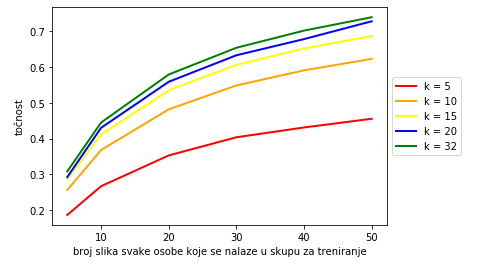 0.7
0.6
0.5
0.4
0.3
0.2
točnost
10 20 30 40 50
broj slika svake osobe koje se nalaze u skupu za treniranje
k = 5
k = 10
k = 15
k = 20
k = 32